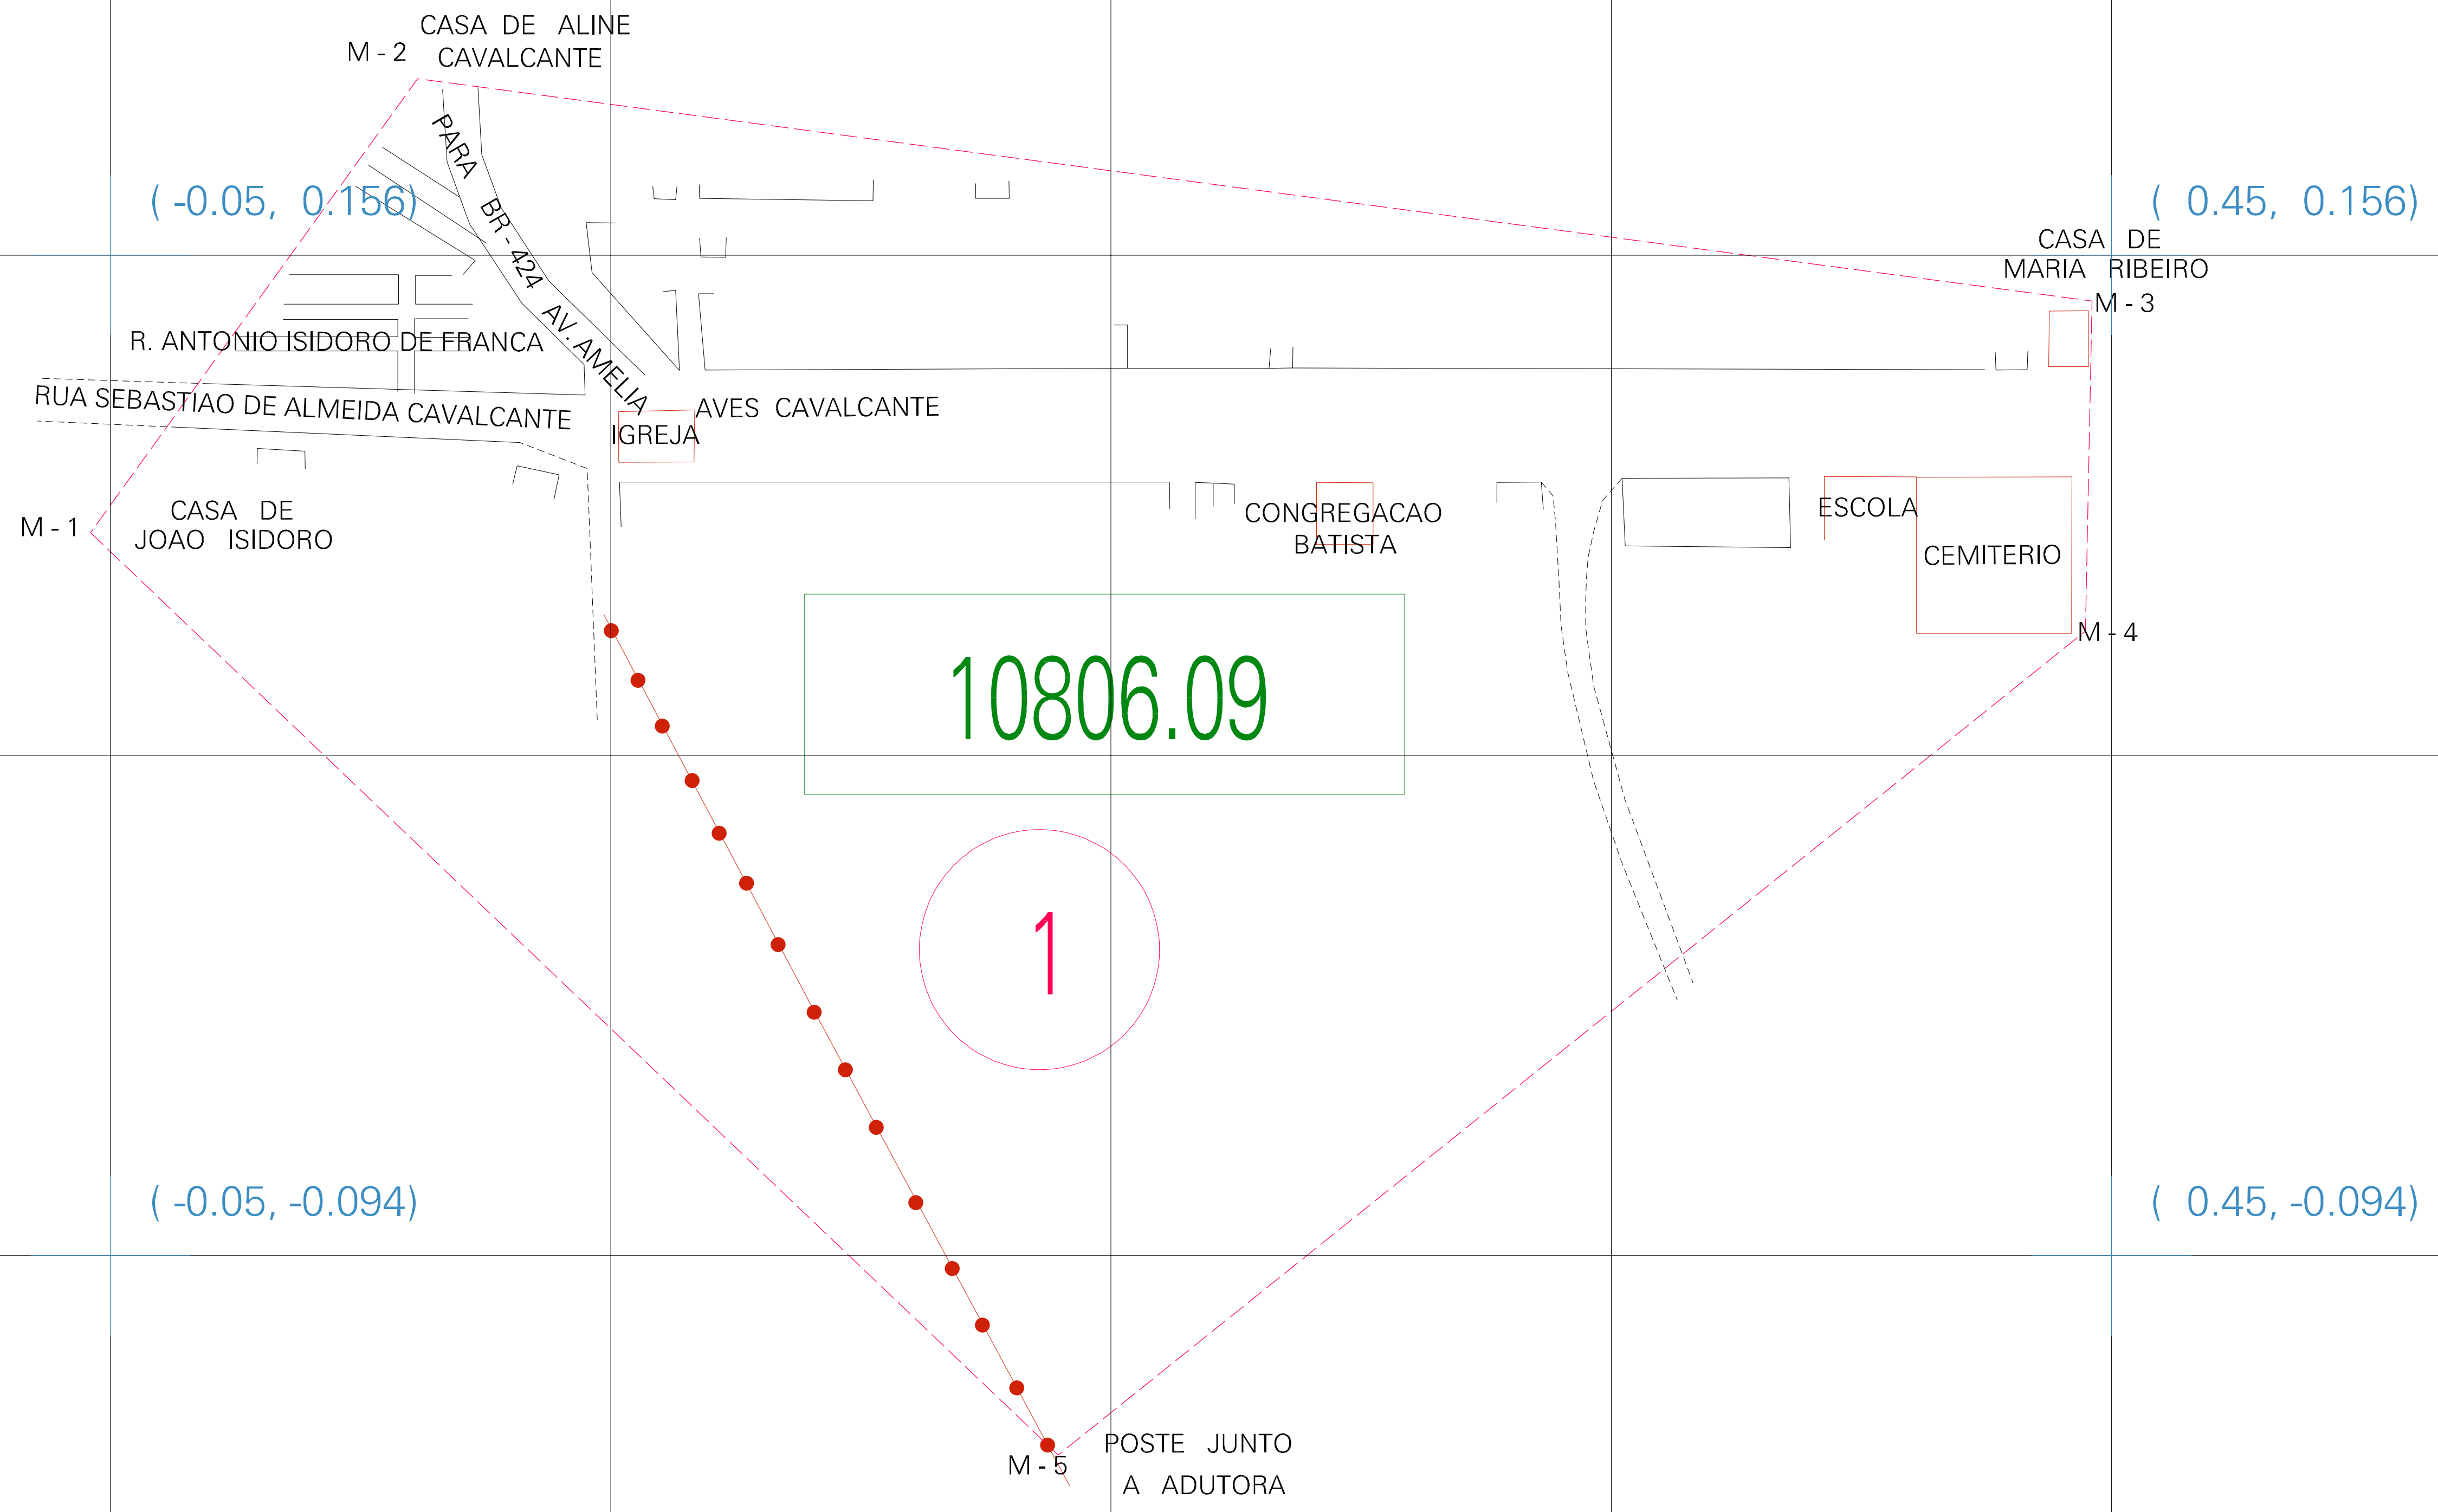 CASA DE ALINE
CAVALCANTE
M - 2
PARA BR - 424 AV. AMELIA
( -0.05, 0.156)
( 0.45, 0.156)
CASA DE
MARIA RIBEIRO
M - 3
R. ANTONIO ISIDORO DE FRANCA
RUA SEBASTIAO DE ALMEIDA CAVALCANTE
AVES CAVALCANTE
IGREJA
M - 1
CASA DE
JOAO ISIDORO
CONGREGACAO
BATISTA
ESCOLA
CEMITERIO
M - 4
10806.09
1
( -0.05, -0.094)
( 0.45, -0.094)
M - 5
POSTE JUNTO
A ADUTORA